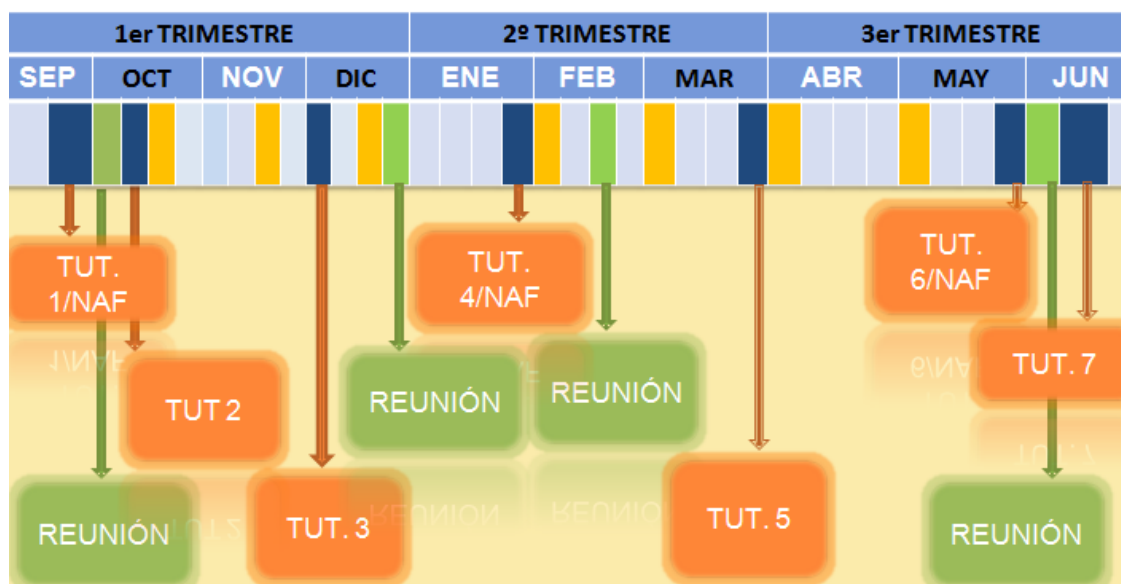 1er TRIMESTRE
2º TRIMESTRE
3er TRIMESTRE
SEP
OCT
NOV
DIC
ENE
FEB
MAR
ABR
MAY
JUN
TUT.
1/NAF
TUT.
4/NAF
TUT.
6/NAF
TUT. 7
REUNIÓN
REUNIÓN
TUT 2
REUNIÓN
TUT. 3
TUT. 5
REUNIÓN